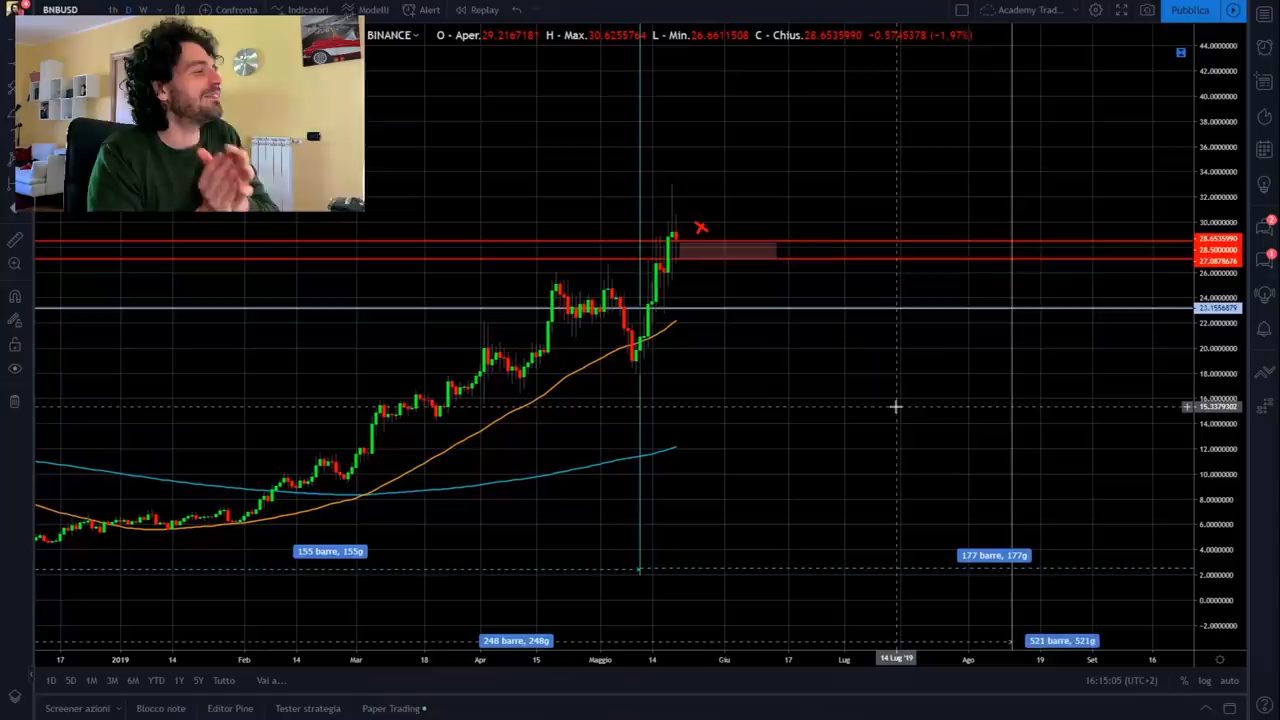 BNBUSD
1h D W
Confronta
Indicatori
Modelli
Alert
Replay
Academy Trad...
Pubblica
BINANCE O - Aper.29.2167181 H - Max.30.6255764 L - Min.26.6611508 C - Chius.28.6535990 -0.5745378 (-1.97%)
44.0000000
42.0000000
40.0000000
38.0000000
36.0000000
34.0000000
32.0000000
30.0000000
28.6535990
28.5000000
27.0878676
26.0000000
24.0000000
23.1556879
22.0000000
20.0000000
18.0000000
16.0000000
15.3379302
14.0000000
12.0000000
10.0000000
8.0000000
6.0000000
4.0000000
2.0000000
0.0000000
-2.0000000
155 barre, 155g
177 barre, 177g
248 barre, 248g
521 barre, 521g
17 2019 14 Feb 14 Mar 18 Apr 15 Maggio 14 Giu 17 Lug 14 Lug '19 Ago 19 Set 16
1D 5D 1M 3M 6M YTD 1Y 5Y Tutto Vai a...
16:15:05 (UTC+2) % log auto
Screener azioni Blocco note Editor Pine Tester strategia Paper Trading